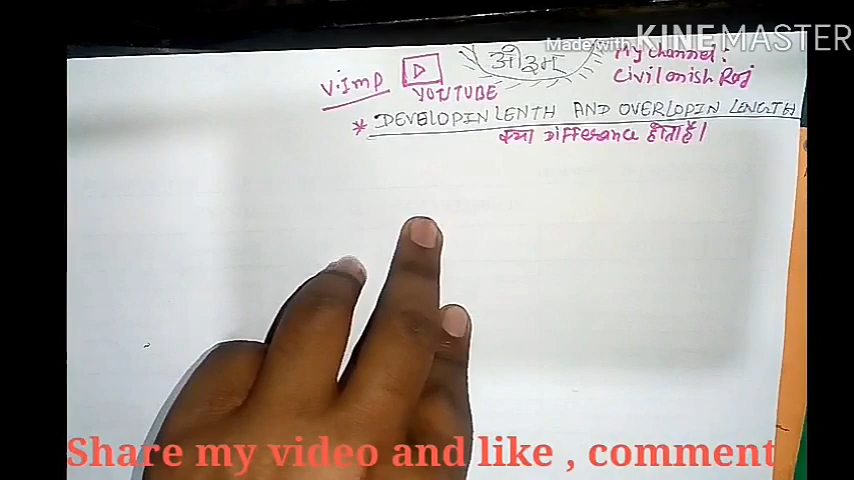 Made with KINEMASTER
ओ३म
My channel :
V.Imp
Civil onish Raj
YOUTUBE
* DEVELOPIN LENTH AND OVERLOPIN LENGTH
क्या Differance होता है।
Share my video and like , comment